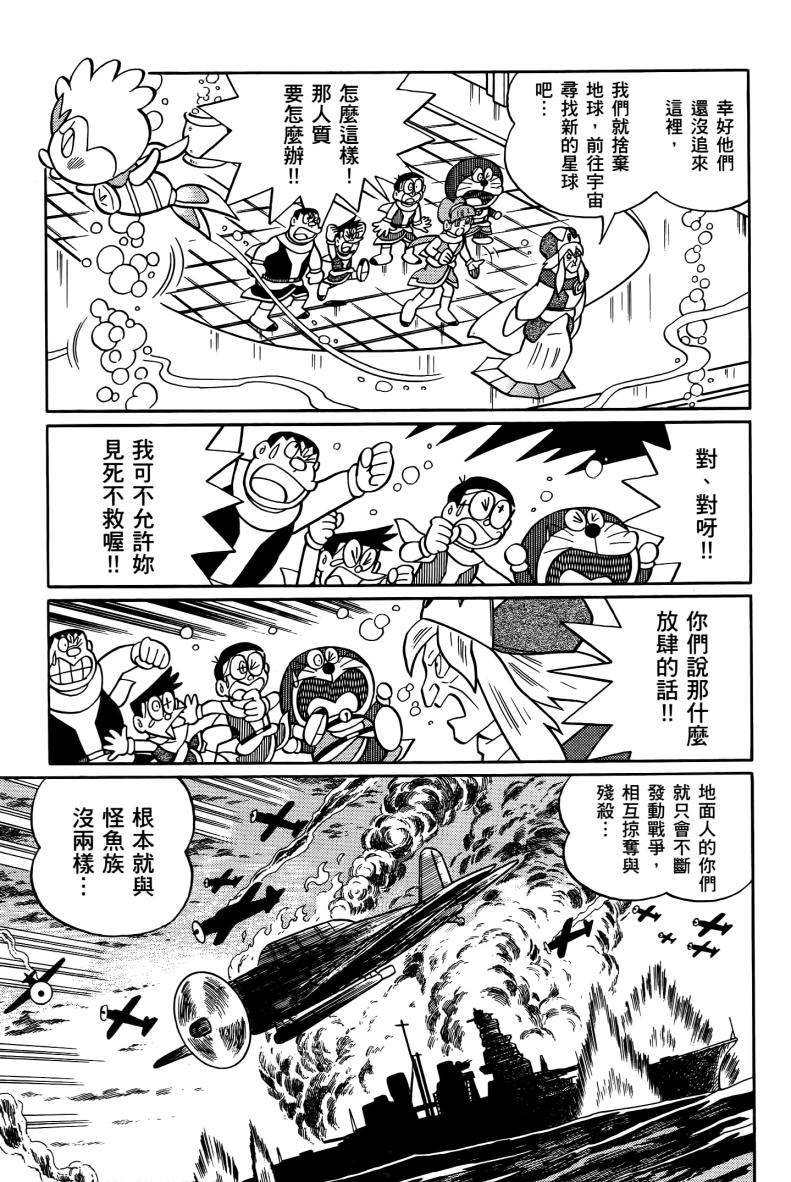 幸好他們
還沒追來
這裡，
我們就捨棄
地球，前往宇宙
尋找新的星球
吧…
怎麼這樣！
那人質
要怎麼辦!!
對、對呀!!
我可不允許妳
見死不救喔!!
你們說那什麼
放肆的話!!
地面人的你們
就只會不斷
發動戰爭，
相互掠奪與
殘殺…
根本就與
怪魚族
沒兩樣…